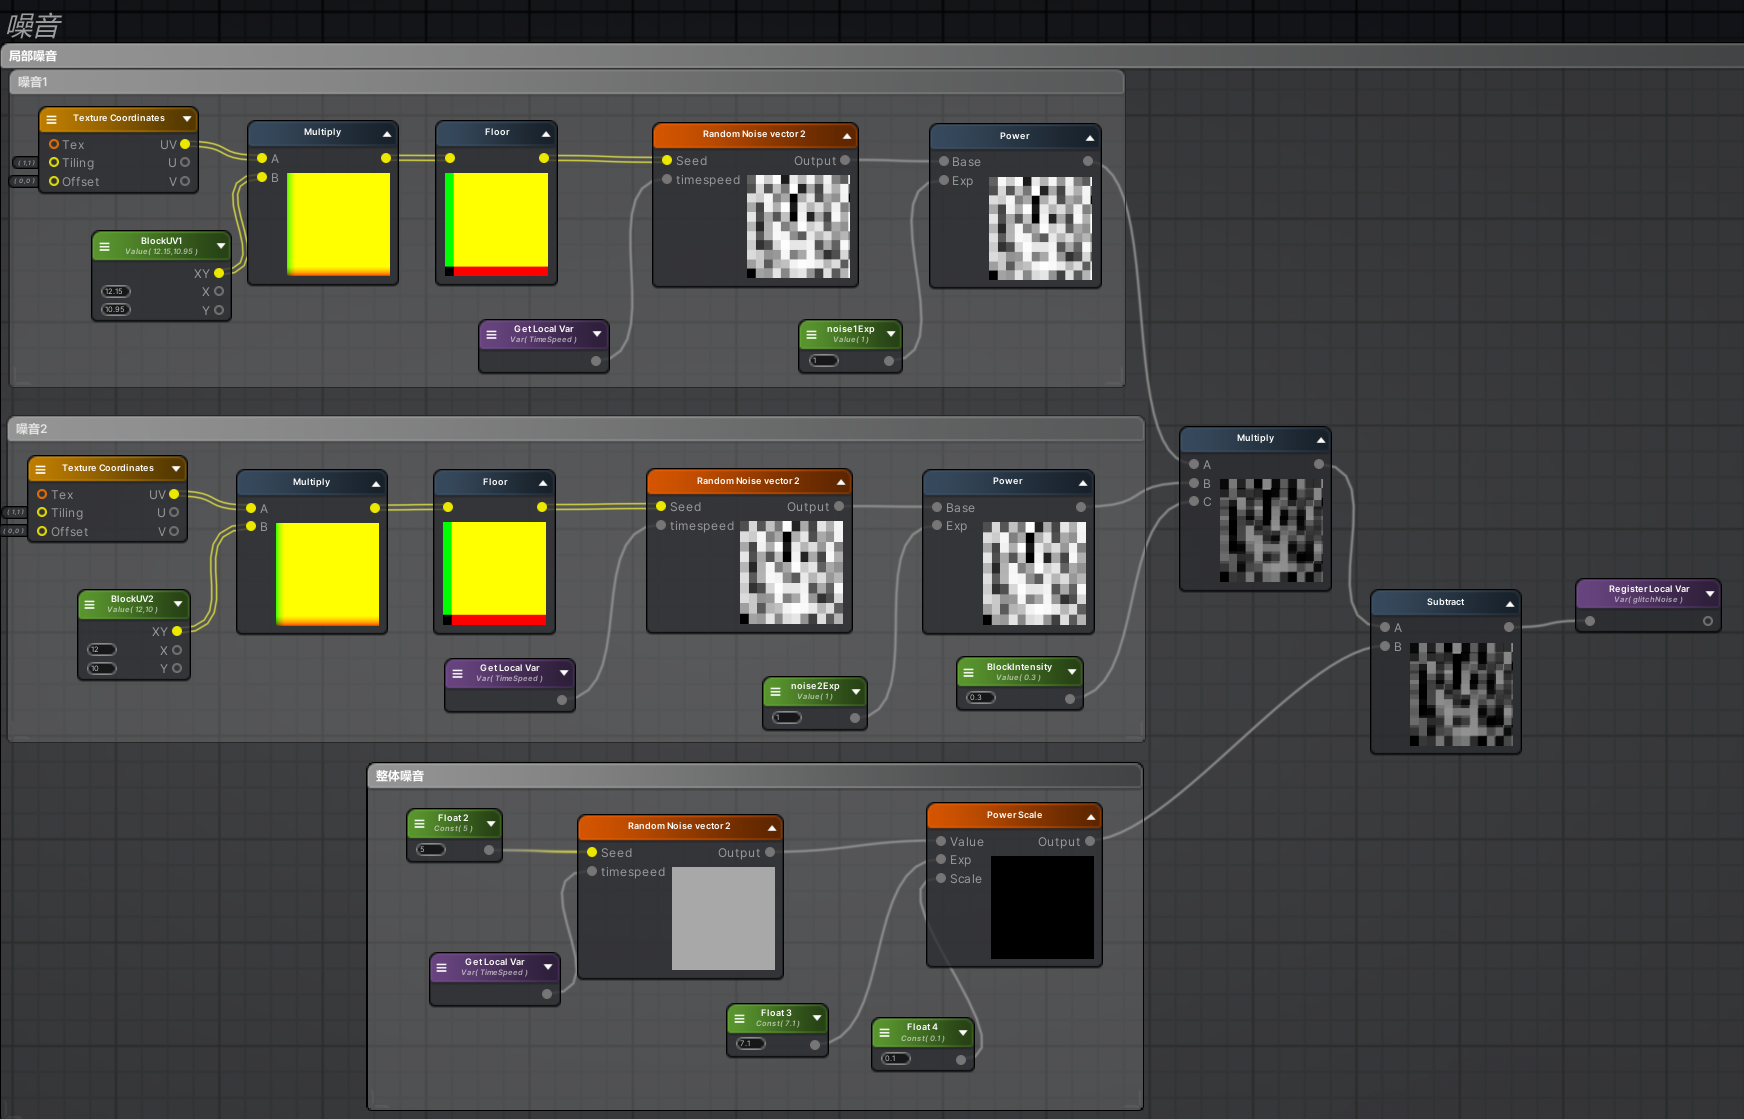 噪音
局部噪音
噪音1
Texture Coordinates
Tex
UV
(1,1)
Tiling
U
(0,0)
Offset
V
Multiply
A
B
Floor
Random Noise vector 2
Seed
Output
timespeed
Power
Base
Exp
BlockUV1
Value( 12.15,10.95 )
XY
12.15
X
10.95
Y
Get Local Var
Var( TimeSpeed )
noise1Exp
Value( 1 )
1
噪音2
Texture Coordinates
Tex
UV
(1,1)
Tiling
U
(0,0)
Offset
V
Multiply
A
B
Floor
Random Noise vector 2
Seed
Output
timespeed
Power
Base
Exp
BlockUV2
Value( 12,10 )
XY
12
X
10
Y
Get Local Var
Var( TimeSpeed )
noise2Exp
Value( 1 )
1
BlockIntensity
Value( 0.3 )
0.3
Multiply
A
B
C
Subtract
A
B
Register Local Var
Var( glitchNoise )
整体噪音
Float 2
Const( 5 )
5
Random Noise vector 2
Seed
Output
timespeed
Power Scale
Value
Output
Exp
Scale
Get Local Var
Var( TimeSpeed )
Float 3
Const( 7.1 )
7.1
Float 4
Const( 0.1 )
0.1